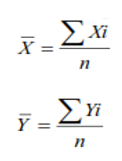 X̅ = ∑Xi / n
Y̅ = ∑Yi / n